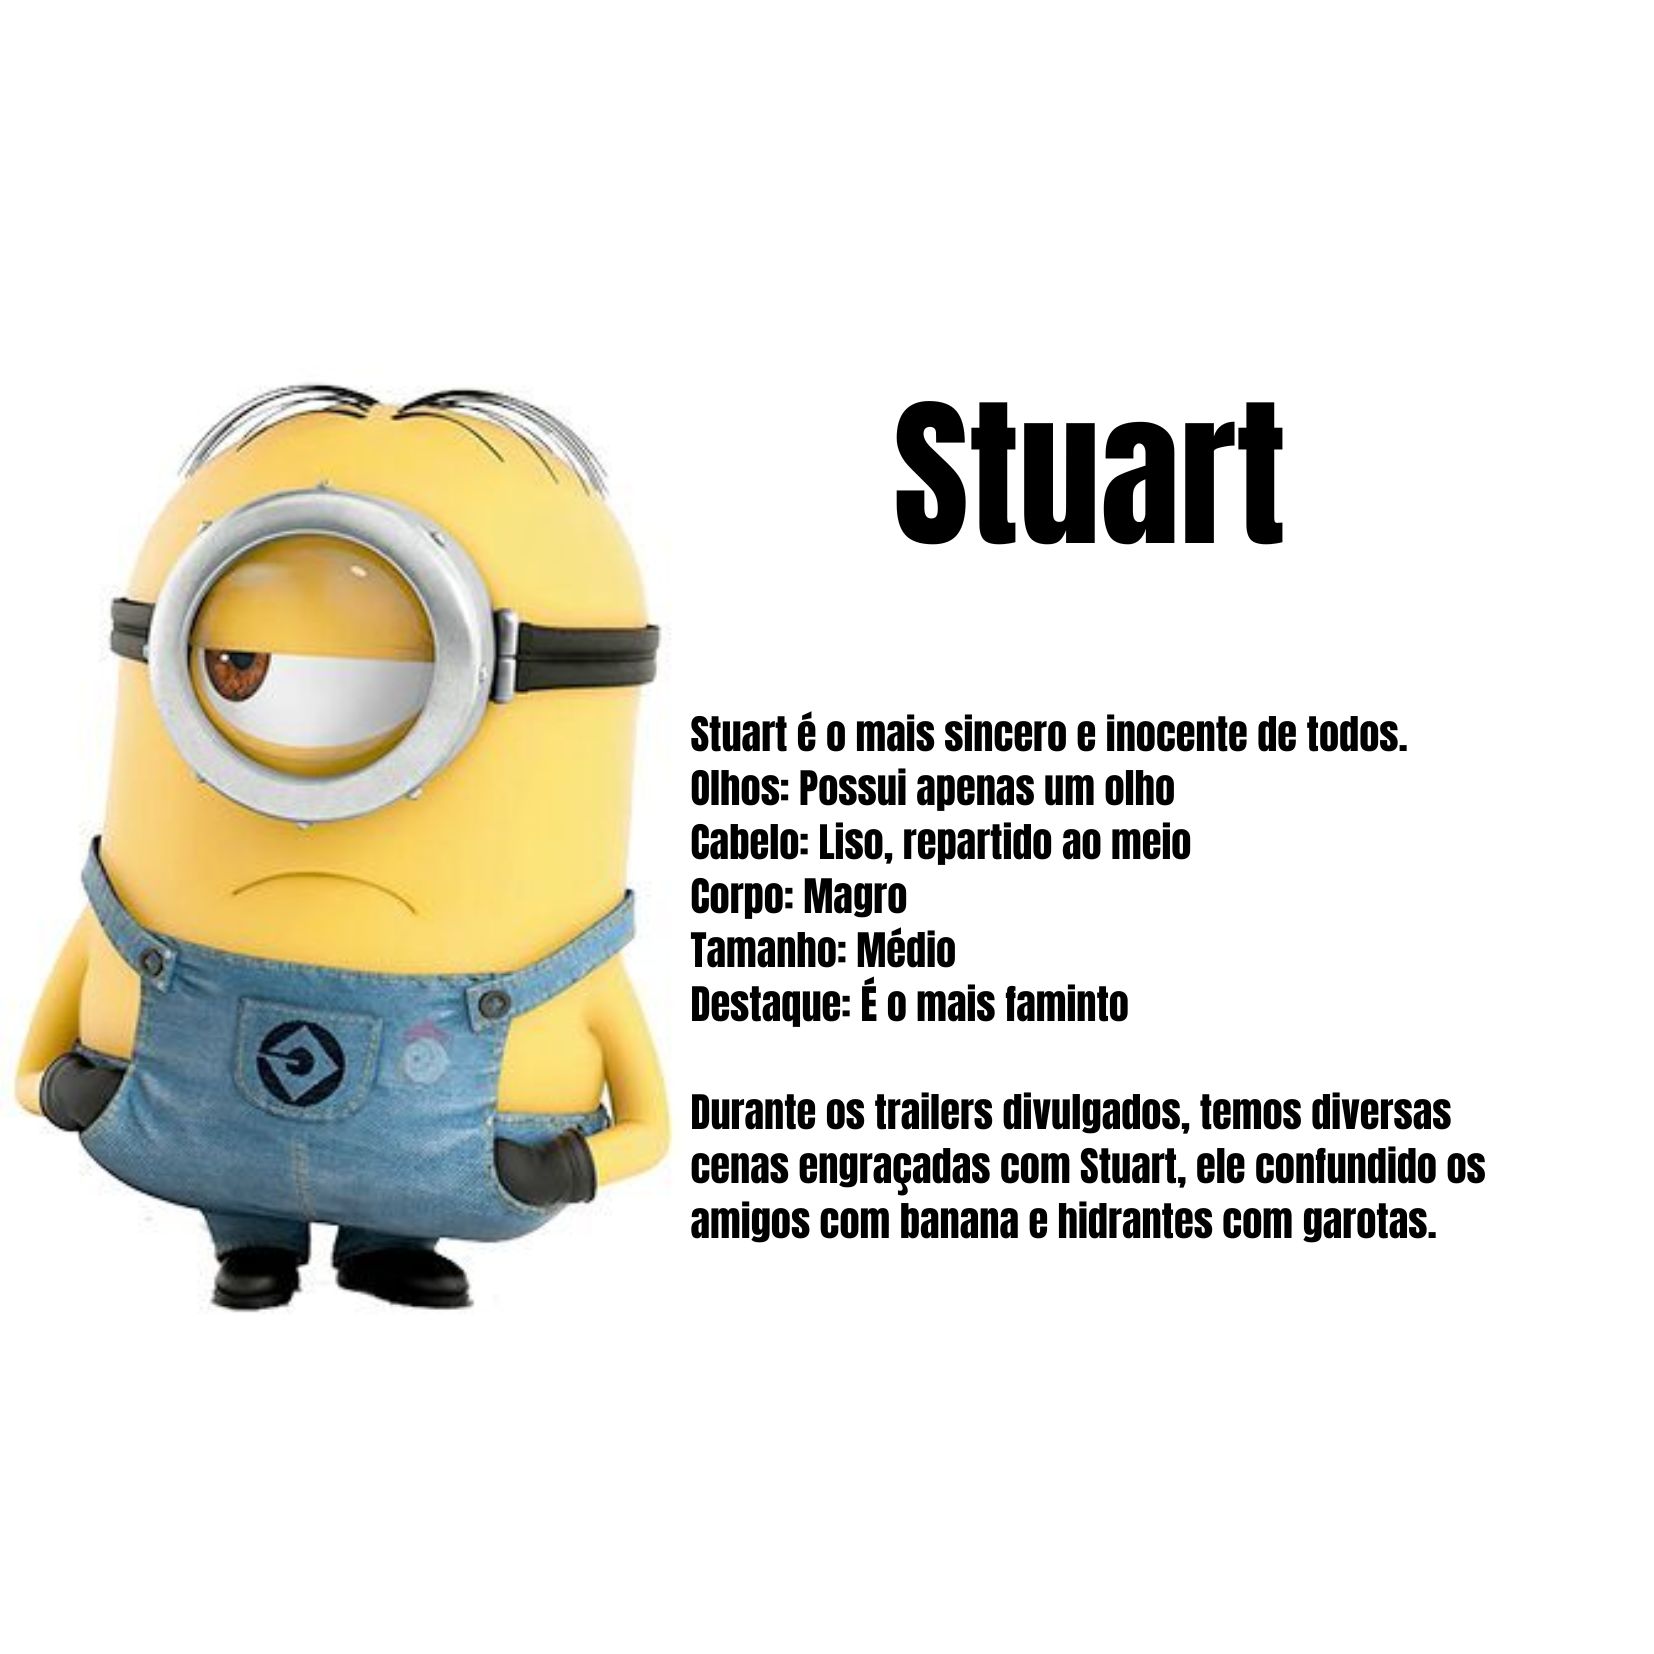 Stuart
Stuart é o mais sincero e inocente de todos.
Olhos: Possui apenas um olho
Cabelo: Liso, repartido ao meio
Corpo: Magro
Tamanho: Médio
Destaque: É o mais faminto
Durante os trailers divulgados, temos diversas
cenas engraçadas com Stuart, ele confundido os
amigos com banana e hidrantes com garotas.